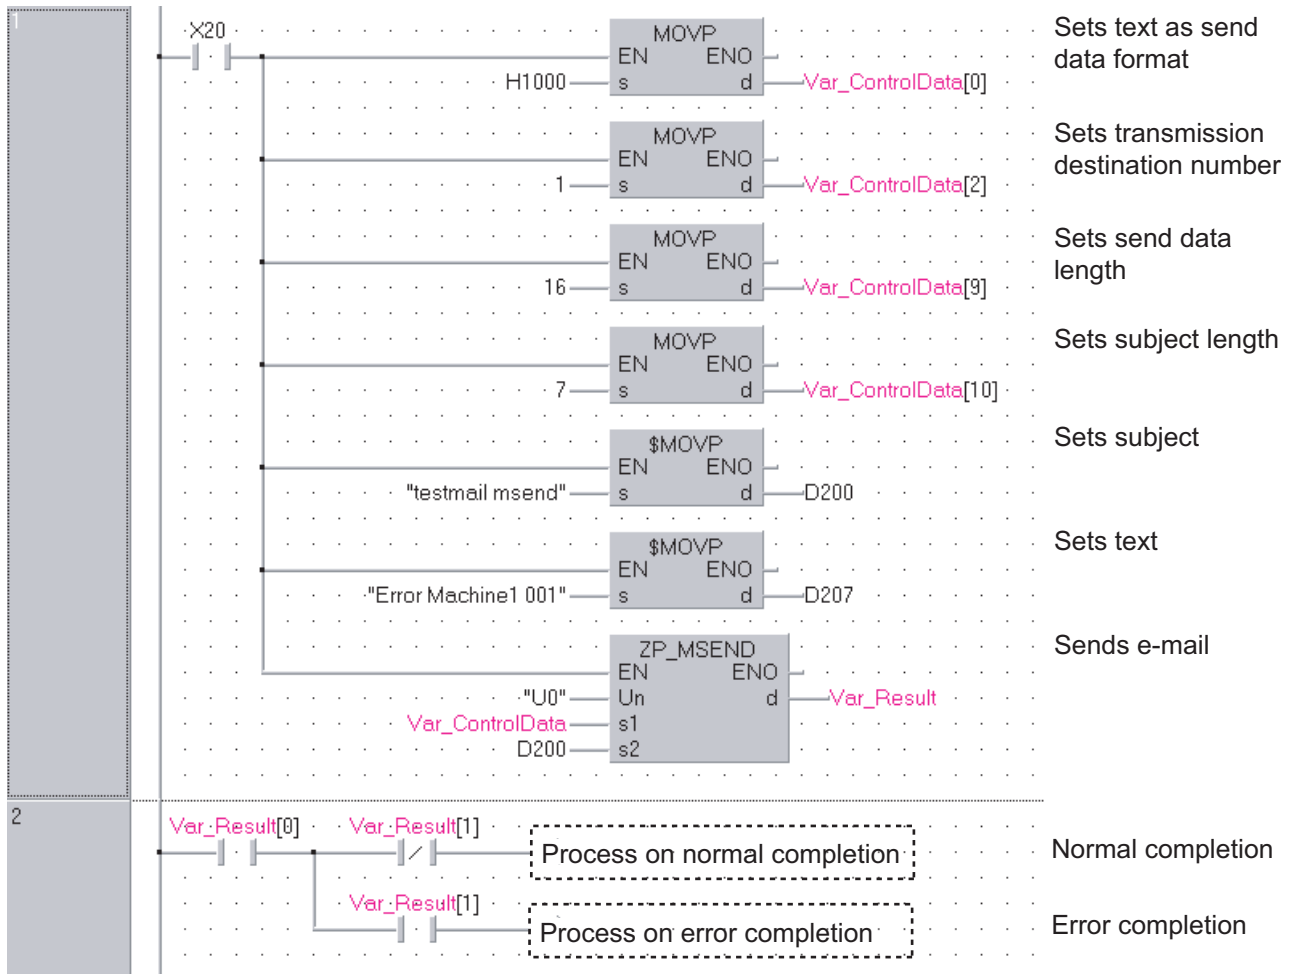 1
X20
MOVP
EN ENO
H1000 s d Var_ControlData[0]
Sets text as send
data format
MOVP
EN ENO
1 s d Var_ControlData[2]
Sets transmission
destination number
MOVP
EN ENO
16 s d Var_ControlData[9]
Sets send data
length
MOVP
EN ENO
7 s d Var_ControlData[10]
Sets subject length
$MOVP
EN ENO
"testmail msend" s d D200
Sets subject
$MOVP
EN ENO
"Error Machine1 001" s d D207
Sets text
ZP_MSEND
EN ENO
"U0" Un d Var_Result
Var_ControlData s1
D200 s2
Sends e-mail
2
Var_Result[0] Var_Result[1]
Process on normal completion
Normal completion
Var_Result[1]
Process on error completion
Error completion